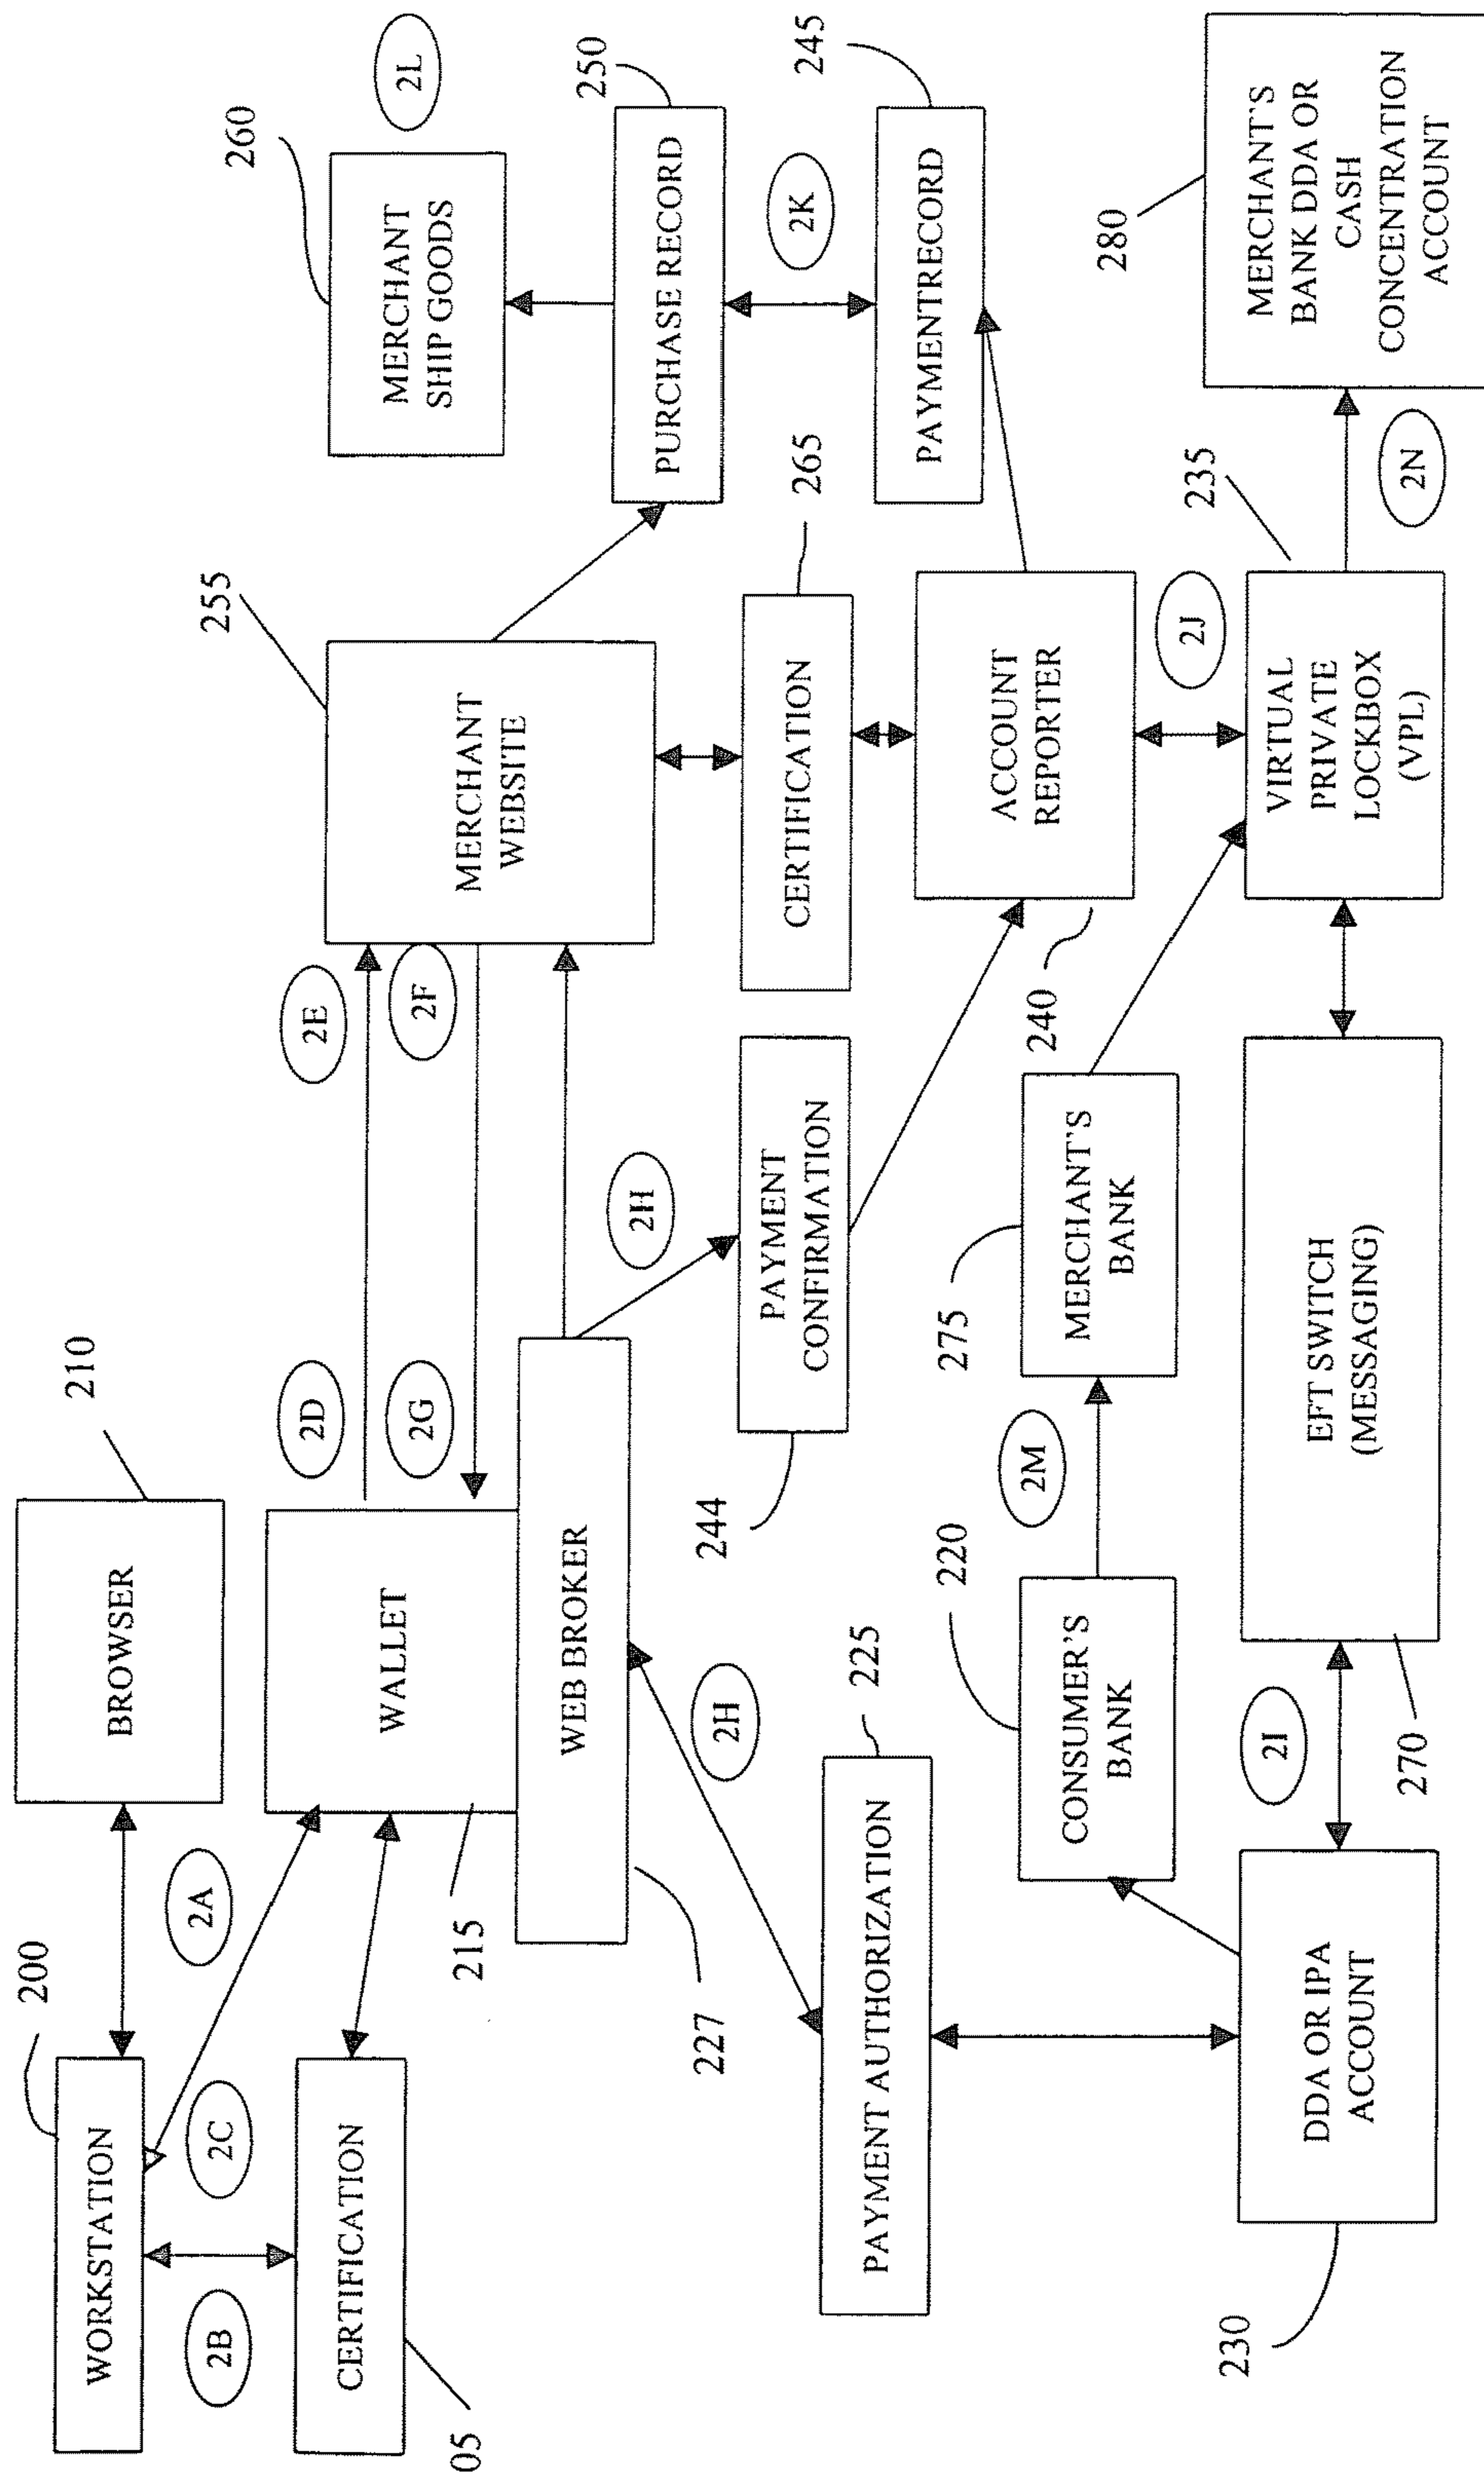 200
WORKSTATION
2A
BROWSER
210
2B
2C
CERTIFICATION
05
215
WALLET
2D
2G
2E
2F
255
MERCHANT
WEBSITE
260
MERCHANT
SHIP GOODS
2L
227
WEB BROKER
2H
2H
PURCHASE RECORD
250
2K
225
PAYMENT AUTHORIZATION
244
PAYMENT
CONFIRMATION
CERTIFICATION
265
PAYMENTRECORD
245
240
ACCOUNT
REPORTER
2J
220
CONSUMER'S
BANK
2M
275
MERCHANT'S
BANK
230
DDA OR IPA
ACCOUNT
2I
270
EFT SWITCH
(MESSAGING)
235
VIRTUAL
PRIVATE
LOCKBOX
(VPL)
2N
280
MERCHANT'S
BANK DDA OR
CASH
CONCENTRATION
ACCOUNT